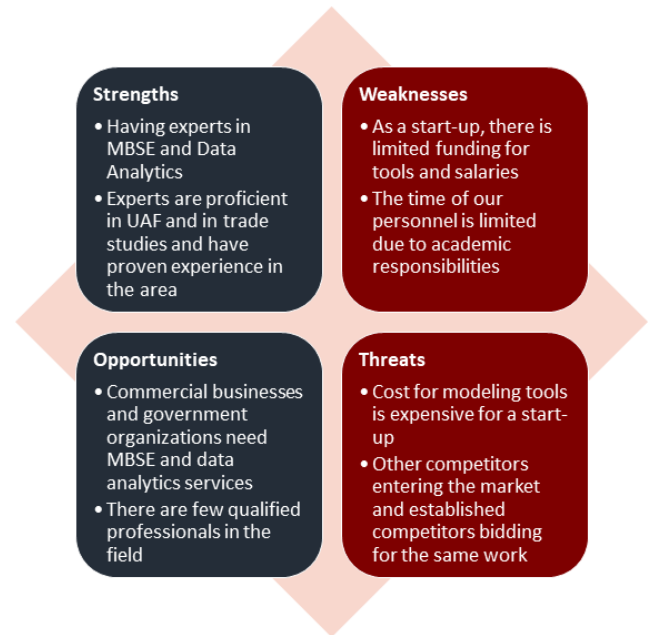 Strengths
• Having experts in
MBSE and Data
Analytics
• Experts are proficient
in UAF and in trade
studies and have
proven experience in
the area
Weaknesses
• As a start-up, there is
limited funding for
tools and salaries
• The time of our
personnel is limited
due to academic
responsibilities
Opportunities
• Commercial businesses
and government
organizations need
MBSE and data
analytics services
• There are few qualified
professionals in the
field
Threats
• Cost for modeling tools
is expensive for a start-
up
• Other competitors
entering the market
and established
competitors bidding
for the same work